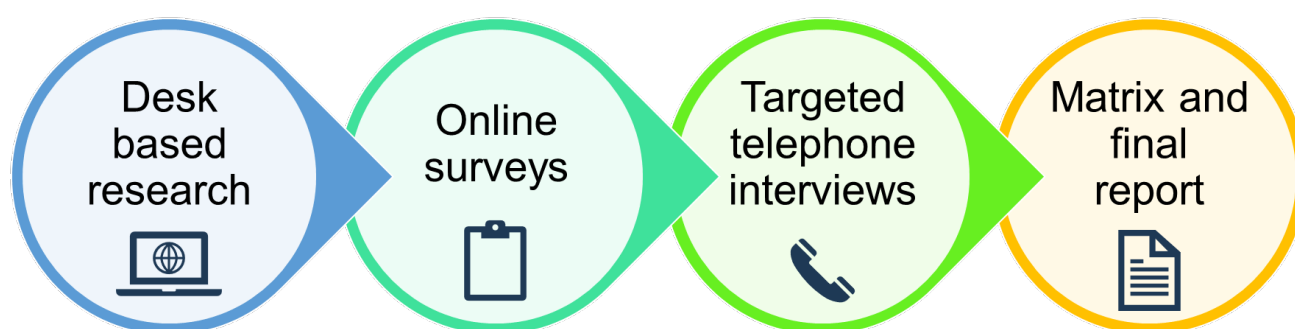 Desk
based
research
Online
surveys
Targeted
telephone
interviews
Matrix and
final
report